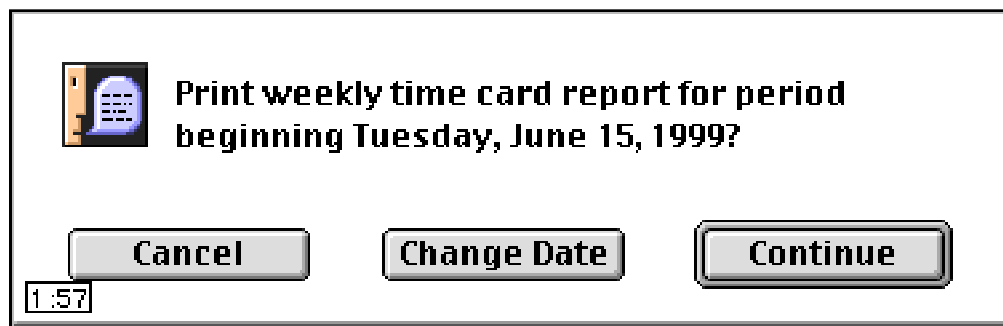 Print weekly time card report for period
beginning Tuesday, June 15, 1999?
Cancel
Change Date
Continue
1:57